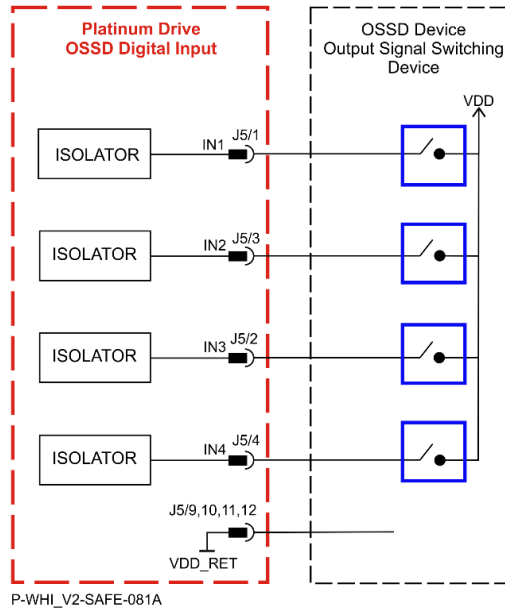 Platinum Drive
OSSD Digital Input
OSSD Device
Output Signal Switching
Device
VDD
ISOLATOR
IN1
J5/1
ISOLATOR
IN2
J5/3
ISOLATOR
IN3
J5/2
ISOLATOR
IN4
J5/4
J5/9,10,11,12
VDD_RET
P-WHI_V2-SAFE-081A